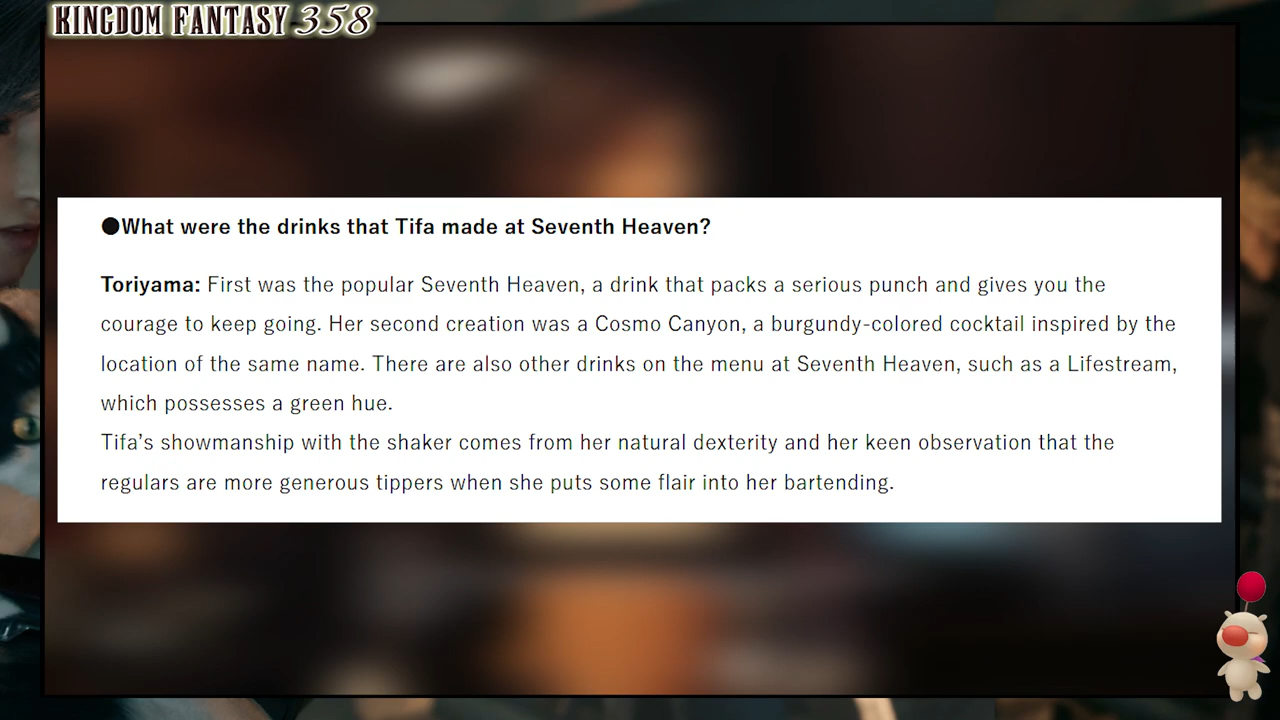 KINGDOM FANTASY 358
●What were the drinks that Tifa made at Seventh Heaven?
Toriyama: First was the popular Seventh Heaven, a drink that packs a serious punch and gives you the
courage to keep going. Her second creation was a Cosmo Canyon, a burgundy-colored cocktail inspired by the
location of the same name. There are also other drinks on the menu at Seventh Heaven, such as a Lifestream,
which possesses a green hue.
Tifa’s showmanship with the shaker comes from her natural dexterity and her keen observation that the
regulars are more generous tippers when she puts some flair into her bartending.